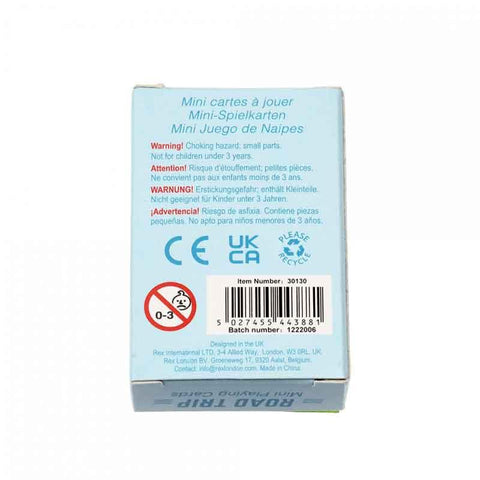 Mini cartes à jouer
Mini-Spielkarten
Mini Juego de Naipes
Warning! Choking hazard; small parts.
Not for children under 3 years.
Attention! Risque d'étouffement; petites pièces.
Ne convient pas aux enfants moins de 3 ans.
WARNUNG! Erstickungsgefahr; enthält Kleinteile.
Nicht geeignet für Kinder unter 3 Jahren.
¡Advertencia! Riesgo de asfixia. Contiene piezas
pequeñas. No apto para niños menores de 3 años.
CE
UK
CA
PLEASE
RECYCLE
0-3
Item Number: 30130
5 027455 443881
Batch number: 1222006
Designed in the UK
Rex International LTD, 3-4 Allied Way, London, W3 0RL, UK
Rex London BV, Groeneweg 17, 9320 Aalst, Belgium.
Contact: info@rexlondon.com Made in China
ROAD TRIP
Mini Playing Cards